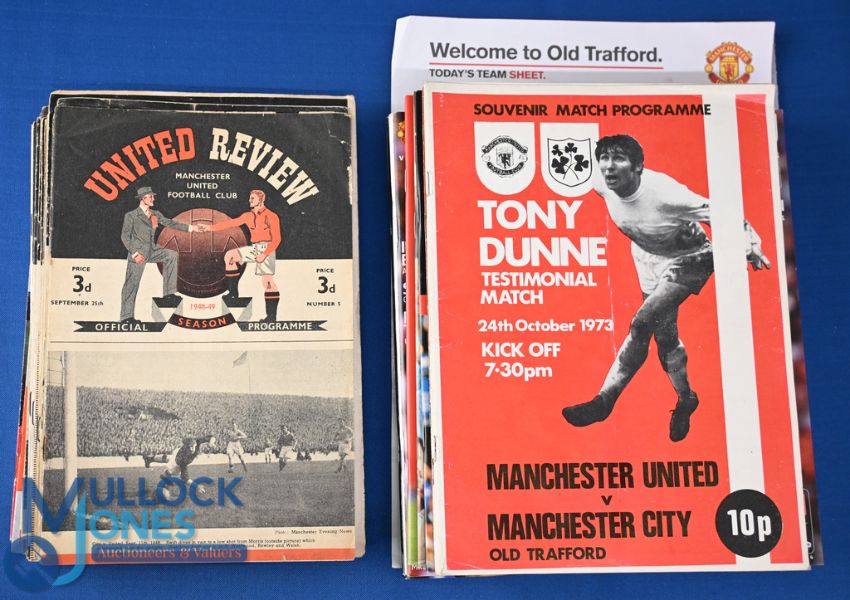 UNITED REVIEW
MANCHESTER
UNITED
FOOTBALL CLUB
PRICE
3d
SEPTEMBER 25th
PRICE
3d
NUMBER 5
1948-49
OFFICIAL SEASON PROGRAMME
Photo: Manchester Evening News
MULLOCK
JONES
Auctioneers & Valuers
Welcome to Old Trafford.
TODAY'S TEAM SHEET.
MANCHESTER
SOUVENIR MATCH PROGRAMME
TONY
DUNNE
TESTIMONIAL
MATCH
24th October 1973
KICK OFF
7·30pm
MANCHESTER UNITED
v
MANCHESTER CITY
OLD TRAFFORD
10p